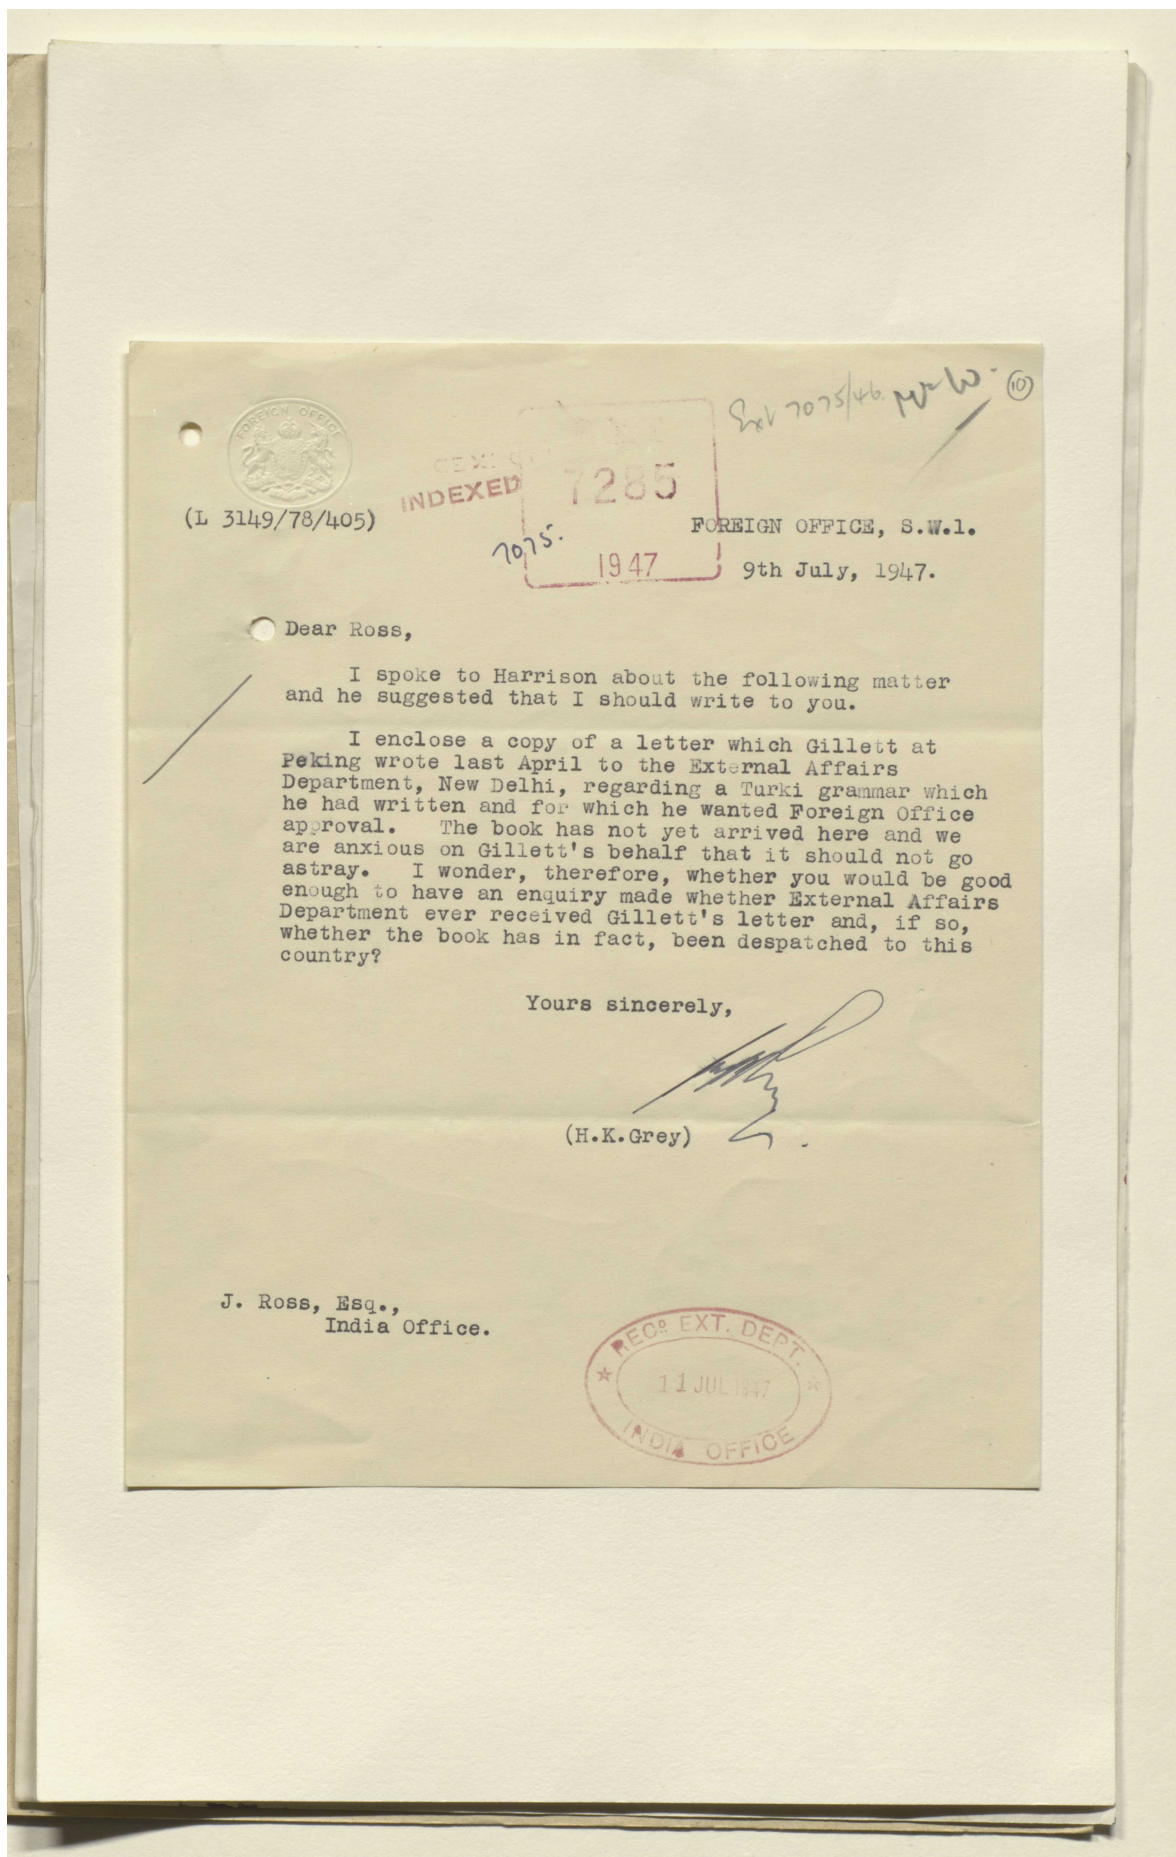 Ext 7075/46.
10
FOREIGN OFFICE
INDEXED
7285
(L 3149/78/405)
FOREIGN OFFICE, S.W.1.
7075.
1947
9th July, 1947.
Dear Ross,
I spoke to Harrison about the following matter
and he suggested that I should write to you.
I enclose a copy of a letter which Gillett at
Peking wrote last April to the External Affairs
Department, New Delhi, regarding a Turki grammar which
he had written and for which he wanted Foreign Office
approval. The book has not yet arrived here and we
are anxious on Gillett's behalf that it should not go
astray. I wonder, therefore, whether you would be good
enough to have an enquiry made whether External Affairs
Department ever received Gillett's letter and, if so,
whether the book has in fact, been despatched to this
country?
Yours sincerely,
(H.K.Grey)
J. Ross, Esq.,
India Office.
RECD EXT. DEPT.
11 JUL 1947
INDIA OFFICE